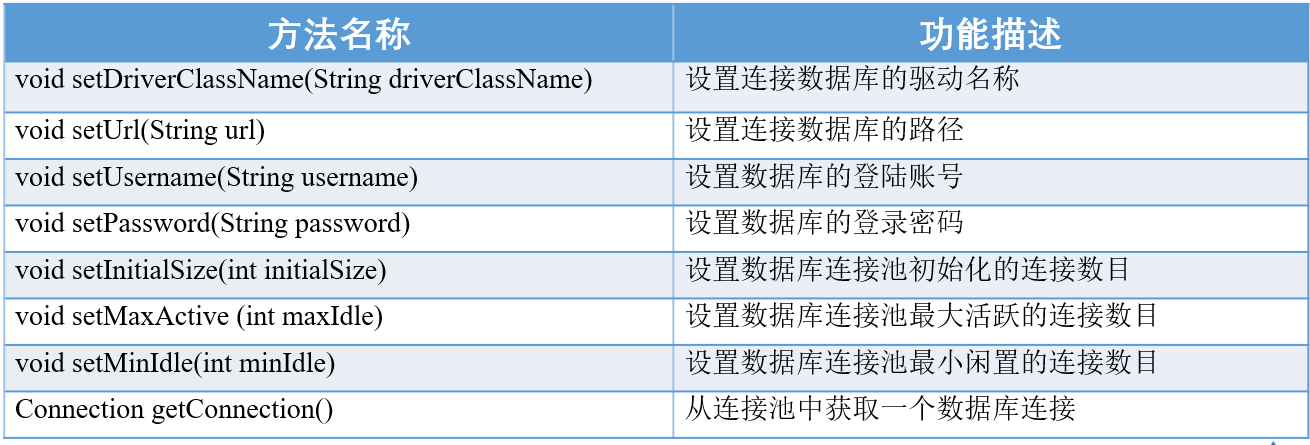 方法名称 功能描述
void setDriverClassName(String driverClassName) 设置连接数据库的驱动名称
void setUrl(String url) 设置连接数据库的路径
void setUsername(String username) 设置数据库的登陆账号
void setPassword(String password) 设置数据库的登录密码
void setInitialSize(int initialSize) 设置数据库连接池初始化的连接数目
void setMaxActive (int maxIdle) 设置数据库连接池最大活跃的连接数目
void setMinIdle(int minIdle) 设置数据库连接池最小闲置的连接数目
Connection getConnection() 从连接池中获取一个数据库连接